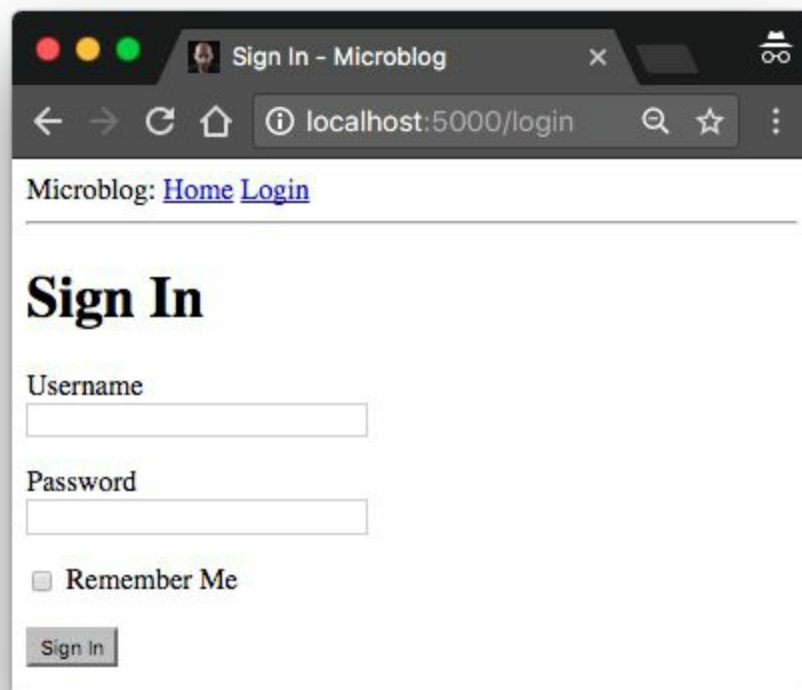 Sign In - Microblog
localhost:5000/login
Microblog: Home Login
Sign In
Username
Password
Remember Me
Sign In